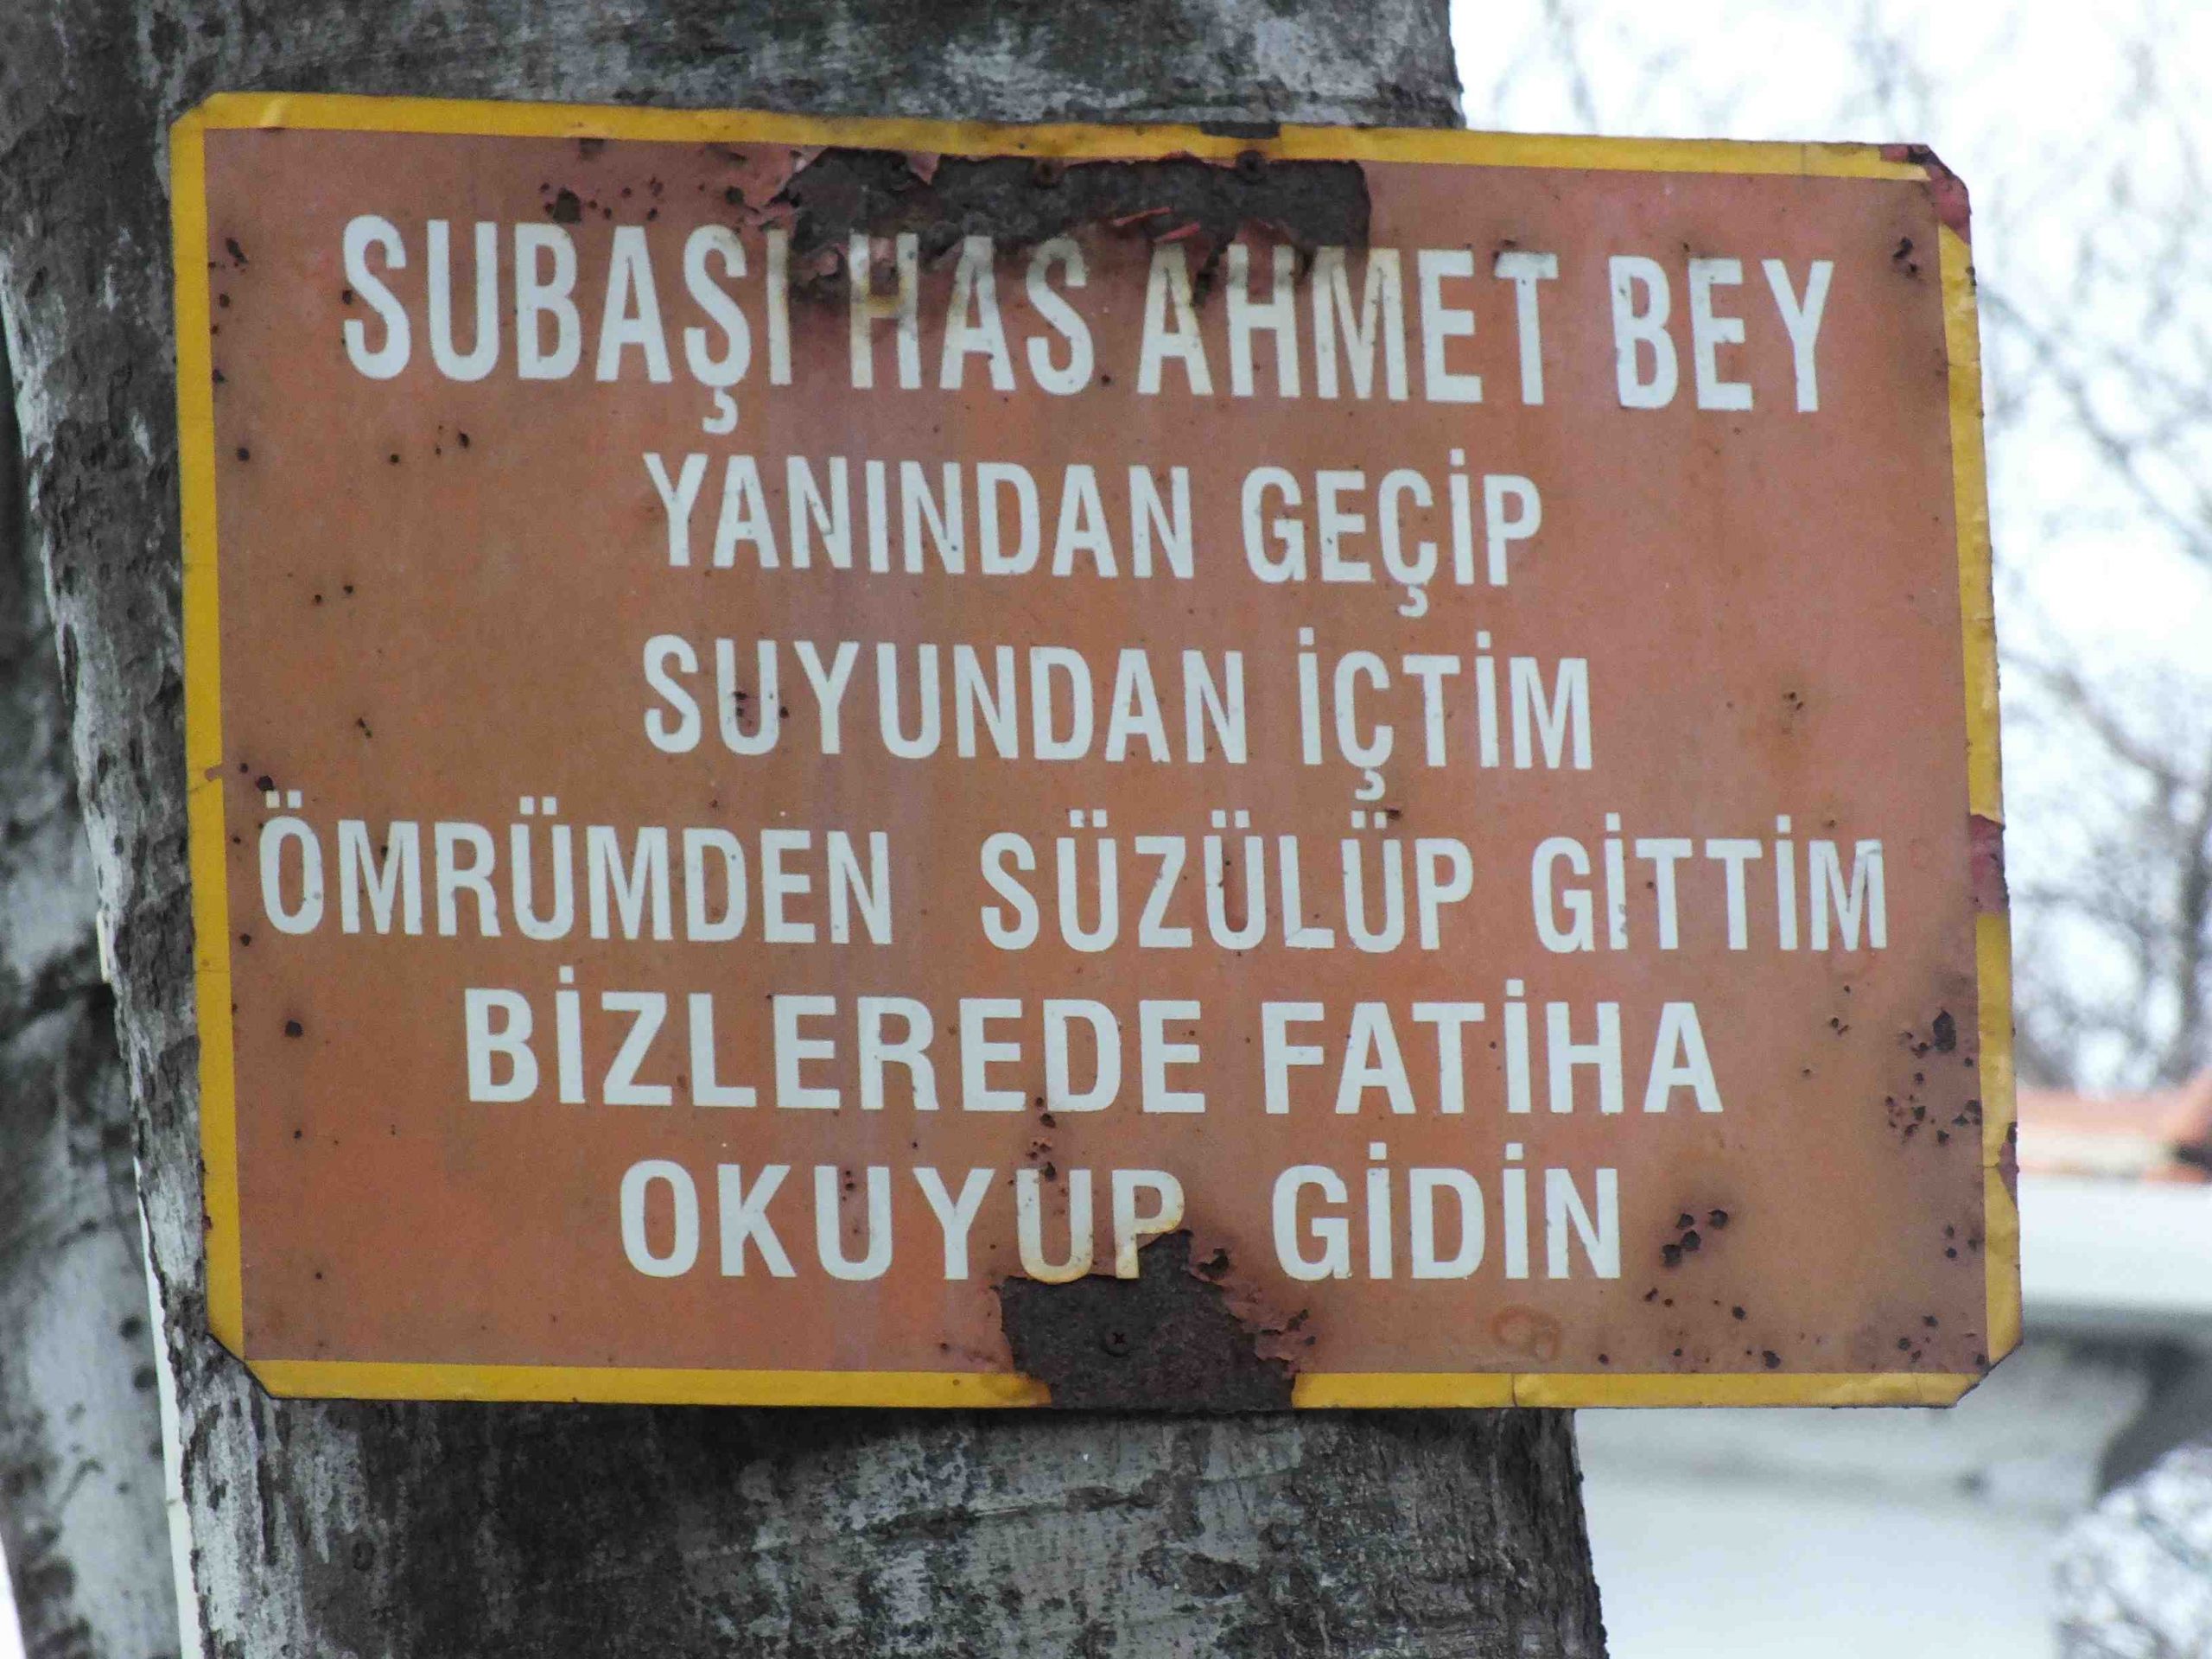 SUBAŞI HAS AHMET BEY
YANINDAN GEÇİP
SUYUNDAN İÇTİM
ÖMRÜMDEN SÜZÜLÜP GİTTİM
BİZLEREDE FATİHA
OKUYUP GİDİN